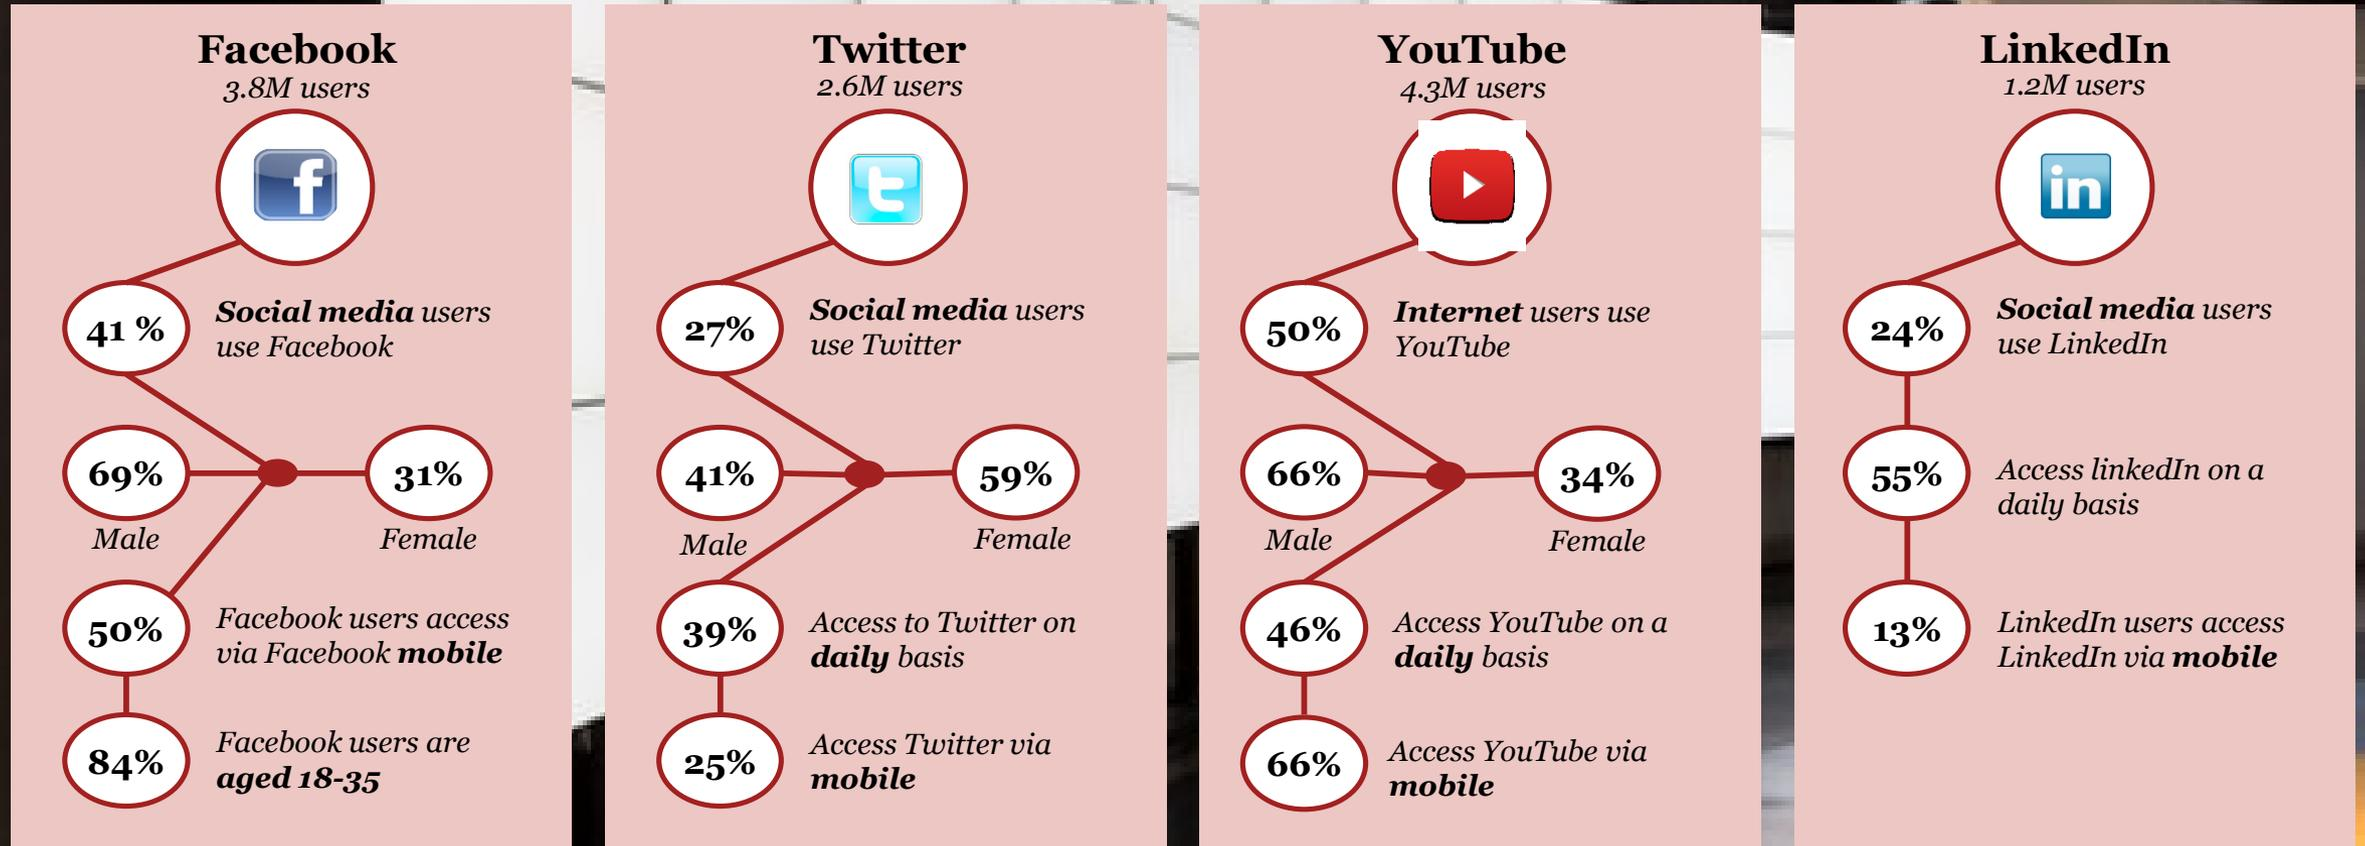 Facebook
3.8M users
f
41 %
Social media users
use Facebook
69%
31%
Male
Female
50%
Facebook users access
via Facebook mobile
84%
Facebook users are
aged 18-35
Twitter
2.6M users
t
27%
Social media users
use Twitter
41%
59%
Male
Female
39%
Access to Twitter on
daily basis
25%
Access Twitter via
mobile
YouTube
4.3M users
50%
Internet users use
YouTube
66%
34%
Male
Female
46%
Access YouTube on a
daily basis
66%
Access YouTube via
mobile
LinkedIn
1.2M users
in
24%
Social media users
use LinkedIn
55%
Access linkedIn on a
daily basis
13%
LinkedIn users access
LinkedIn via mobile